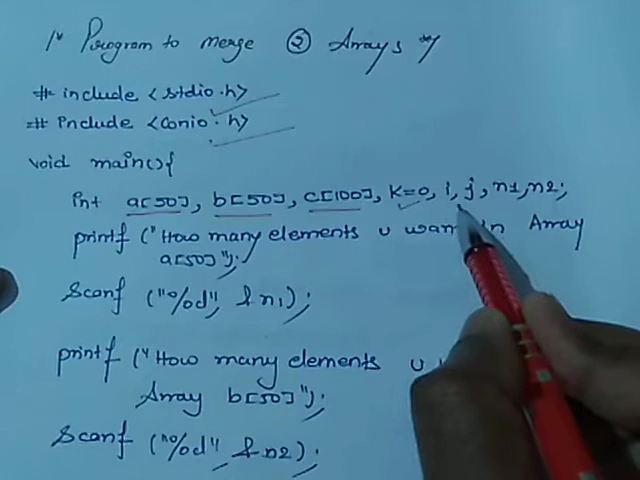 /* Program to merge ② Arrays */
# include <stdio.h>
# Include <conio.h>
void main(){
int a[50], b[50], c[100], k=0, i, j, n1, n2;
printf ("How many elements u want in Array
a[50]");
Scanf ("%d", &n1);
printf ("How many elements u
Array b[50]");
Scanf ("%d", &n2);